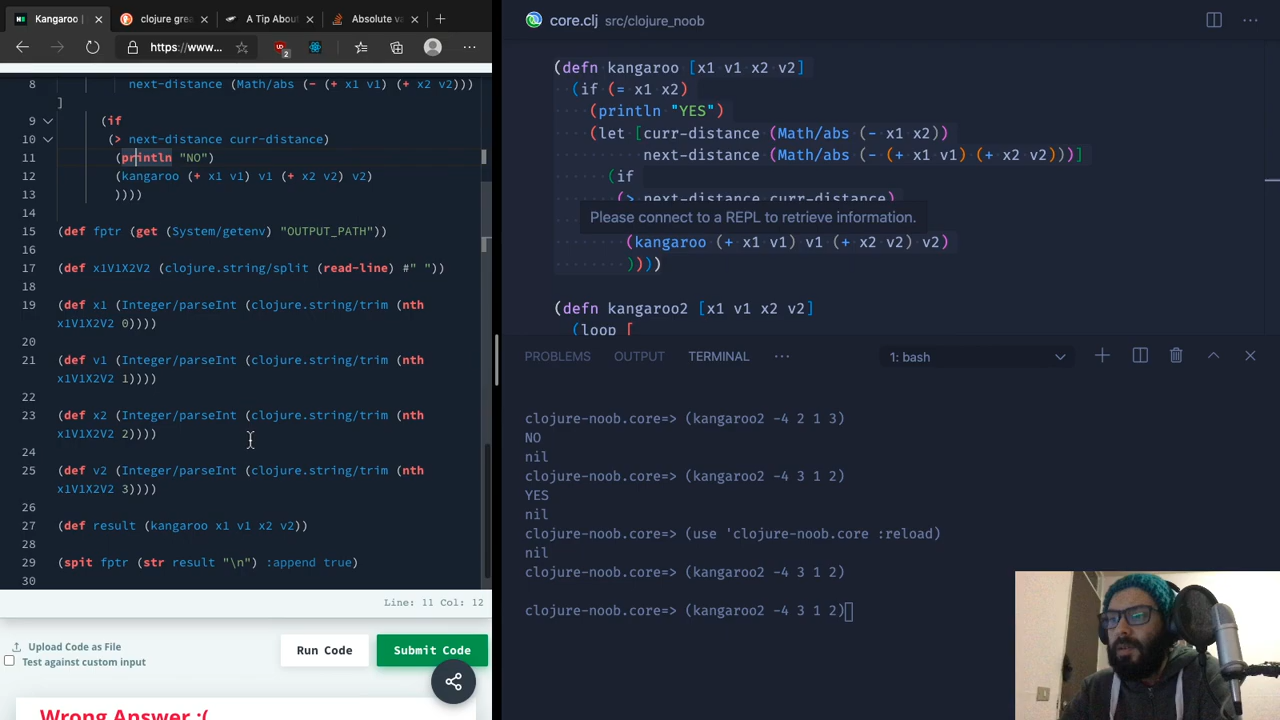 Kangaroo
clojure grea
A Tip Abou
Absolute va
https://www...
2
8 next-distance (Math/abs (- (+ x1 v1) (+ x2 v2)))
]
9 (if
10 (> next-distance curr-distance)
11 (println "NO")
12 (kangaroo (+ x1 v1) v1 (+ x2 v2) v2)
13 ))))
14
15 (def fptr (get (System/getenv) "OUTPUT_PATH"))
16
17 (def x1V1X2V2 (clojure.string/split (read-line) #" "))
18
19 (def x1 (Integer/parseInt (clojure.string/trim (nth
x1V1X2V2 0))))
20
21 (def v1 (Integer/parseInt (clojure.string/trim (nth
x1V1X2V2 1))))
22
23 (def x2 (Integer/parseInt (clojure.string/trim (nth
x1V1X2V2 2))))
24
25 (def v2 (Integer/parseInt (clojure.string/trim (nth
x1V1X2V2 3))))
26
27 (def result (kangaroo x1 v1 x2 v2))
28
29 (spit fptr (str result "\n") :append true)
30
Line: 11 Col: 12
Upload Code as File
Test against custom input
Run Code
Submit Code
Wrong Answer :(
core.clj src/clojure_noob
(defn kangaroo [x1 v1 x2 v2]
(if (= x1 x2)
(println "YES")
(let [curr-distance (Math/abs (- x1 x2))
next-distance (Math/abs (- (+ x1 v1) (+ x2 v2)))]
(if
(> next-distance curr-distance)
Please connect to a REPL to retrieve information.
(kangaroo (+ x1 v1) v1 (+ x2 v2) v2)
))))
(defn kangaroo2 [x1 v1 x2 v2]
(loop [
PROBLEMS
OUTPUT
TERMINAL
1: bash
clojure-noob.core=> (kangaroo2 -4 2 1 3)
NO
nil
clojure-noob.core=> (kangaroo2 -4 3 1 2)
YES
nil
clojure-noob.core=> (use 'clojure-noob.core :reload)
nil
clojure-noob.core=> (kangaroo2 -4 3 1 2)
clojure-noob.core=> (kangaroo2 -4 3 1 2)